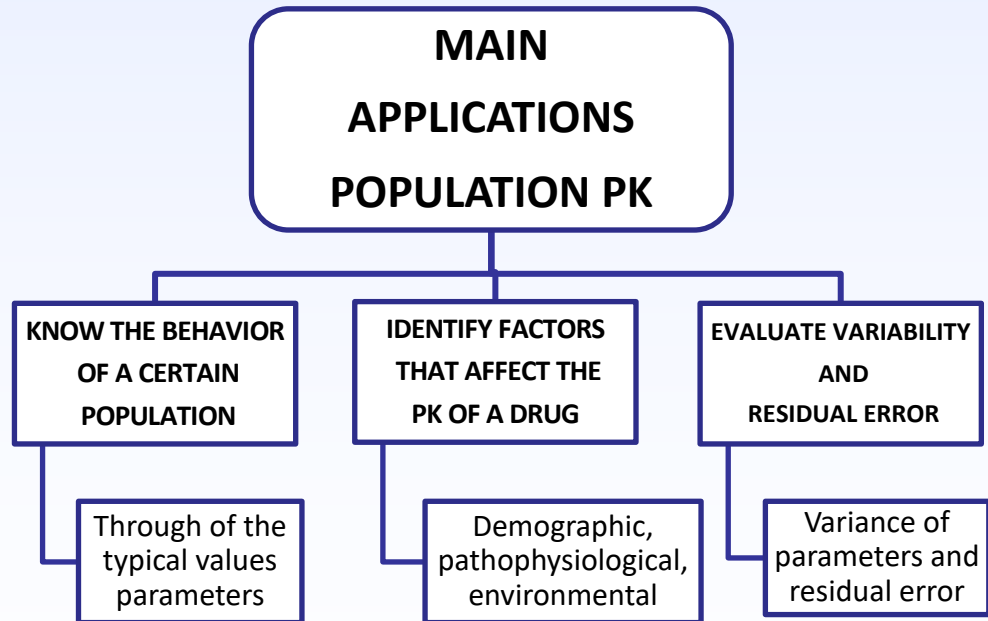 MAIN
APPLICATIONS
POPULATION PK
KNOW THE BEHAVIOR
OF A CERTAIN
POPULATION
IDENTIFY FACTORS
THAT AFFECT THE
PK OF A DRUG
EVALUATE VARIABILITY
AND
RESIDUAL ERROR
Through of the
typical values
parameters
Demographic,
pathophysiological,
environmental
Variance of
parameters and
residual error